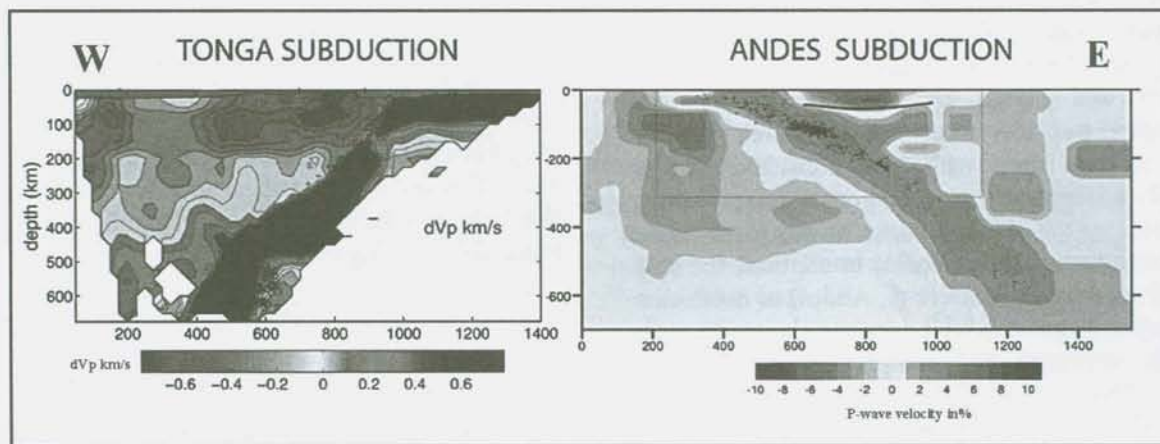 W TONGA SUBDUCTION
ANDES SUBDUCTION E
0
100
200
300
400
500
600
depth (km)
dVp km/s
200 400 600 800 1000 1200 1400
dVp km/s
−0.6 −0.4 −0.2 0 0.2 0.4 0.6
0
-200
-400
-600
0 200 400 600 800 1000 1200 1400
-10 -8 -6 -4 -2 0 2 4 6 8 10
P-wave velocity in%